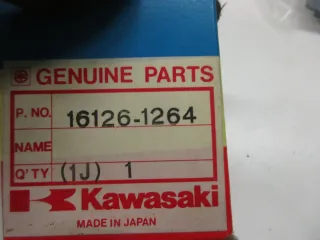 GENUINE PARTS
P. NO. 16126-1264
NAME
Q'TY (1J) 1
Kawasaki
MADE IN JAPAN